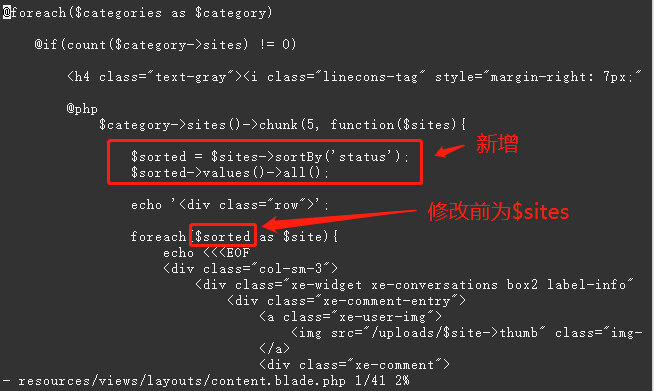 @foreach($categories as $category)
@if(count($category->sites) != 0)
<h4 class="text-gray"><i class="linecons-tag" style="margin-right: 7px;"
@php
$category->sites()->chunk(5, function($sites){
$sorted = $sites->sortBy('status');
$sorted->values()->all();
新增
echo '<div class="row">';
修改前为$sites
foreach($sorted as $site){
echo <<<EOF
<div class="col-sm-3">
<div class="xe-widget xe-conversations box2 label-info"
<div class="xe-comment-entry">
<a class="xe-user-img">
<img src="/uploads/$site->thumb" class="img-
</a>
<div class="xe-comment">
- resources/views/layouts/content.blade.php 1/41 2%